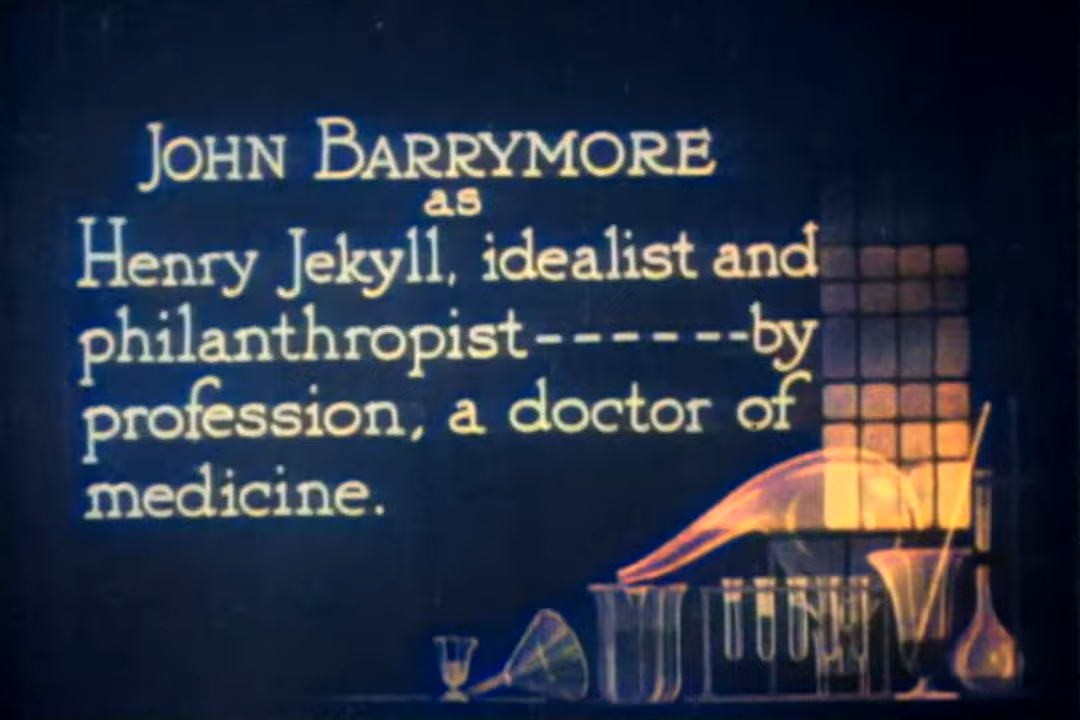 JOHN BARRYMORE
as
Henry Jekyll, idealist and
philanthropist------by
profession, a doctor of
medicine.